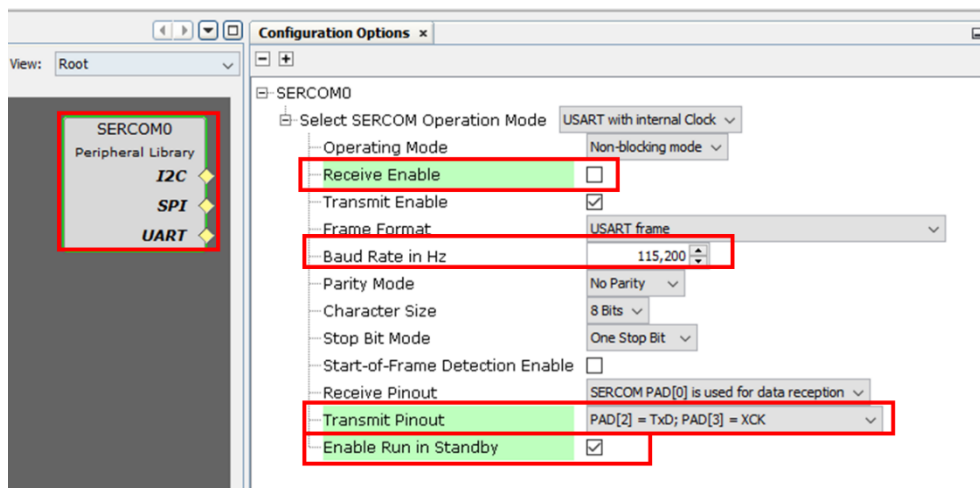 Configuration Options ×
View: Root
SERCOM0
Peripheral Library
I2C
SPI
UART
SERCOM0
Select SERCOM Operation Mode USART with internal Clock
Operating Mode Non-blocking mode
Receive Enable
Transmit Enable
Frame Format USART frame
Baud Rate in Hz 115,200
Parity Mode No Parity
Character Size 8 Bits
Stop Bit Mode One Stop Bit
Start-of-Frame Detection Enable
Receive Pinout SERCOM PAD[0] is used for data reception
Transmit Pinout PAD[2] = TxD; PAD[3] = XCK
Enable Run in Standby